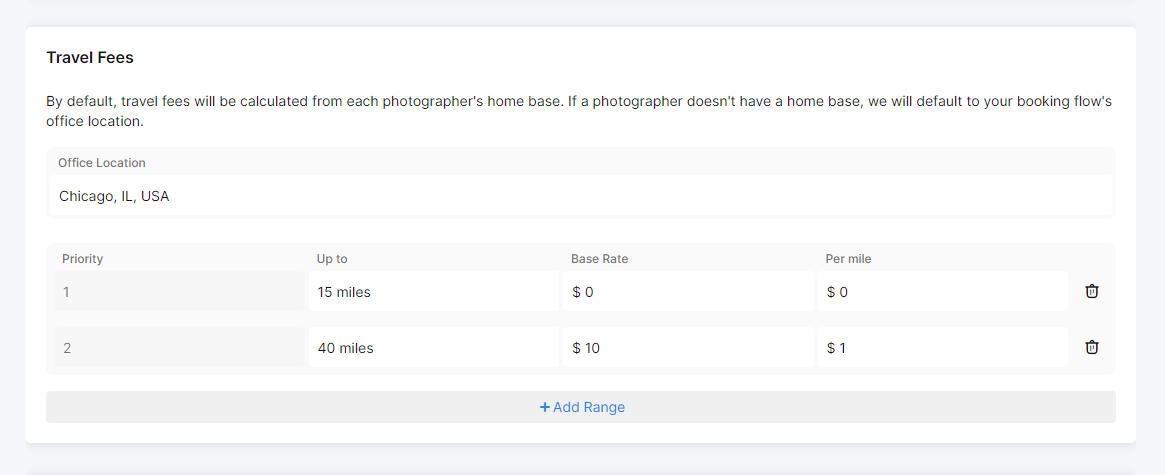 Travel Fees
By default, travel fees will be calculated from each photographer's home base. If a photographer doesn't have a home base, we will default to your booking flow's
office location.
Office Location
Chicago, IL, USA
Priority Up to Base Rate Per mile
1 15 miles $ 0 $ 0
2 40 miles $ 10 $ 1
+ Add Range